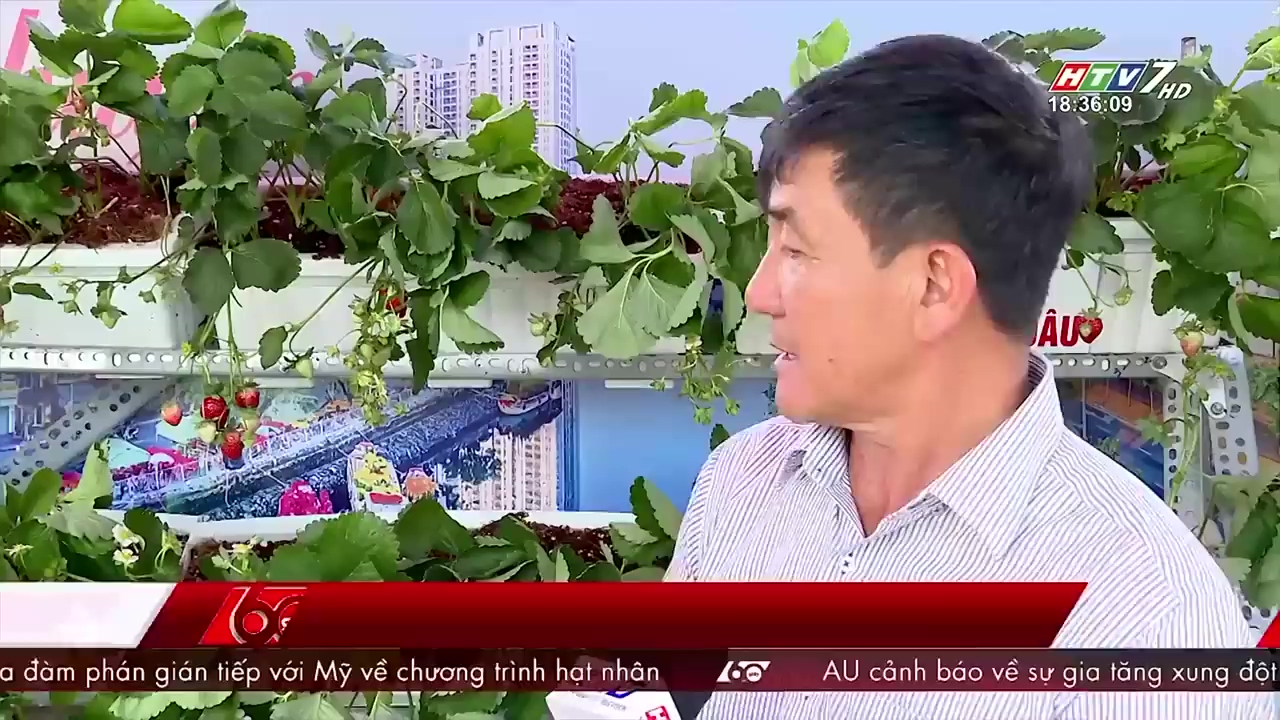 HTV7
HD
18:36:09
DÂU
60
a đàm phán gián tiếp với Mỹ về chương trình hạt nhân
60
AU cảnh báo về sự gia tăng xung đột